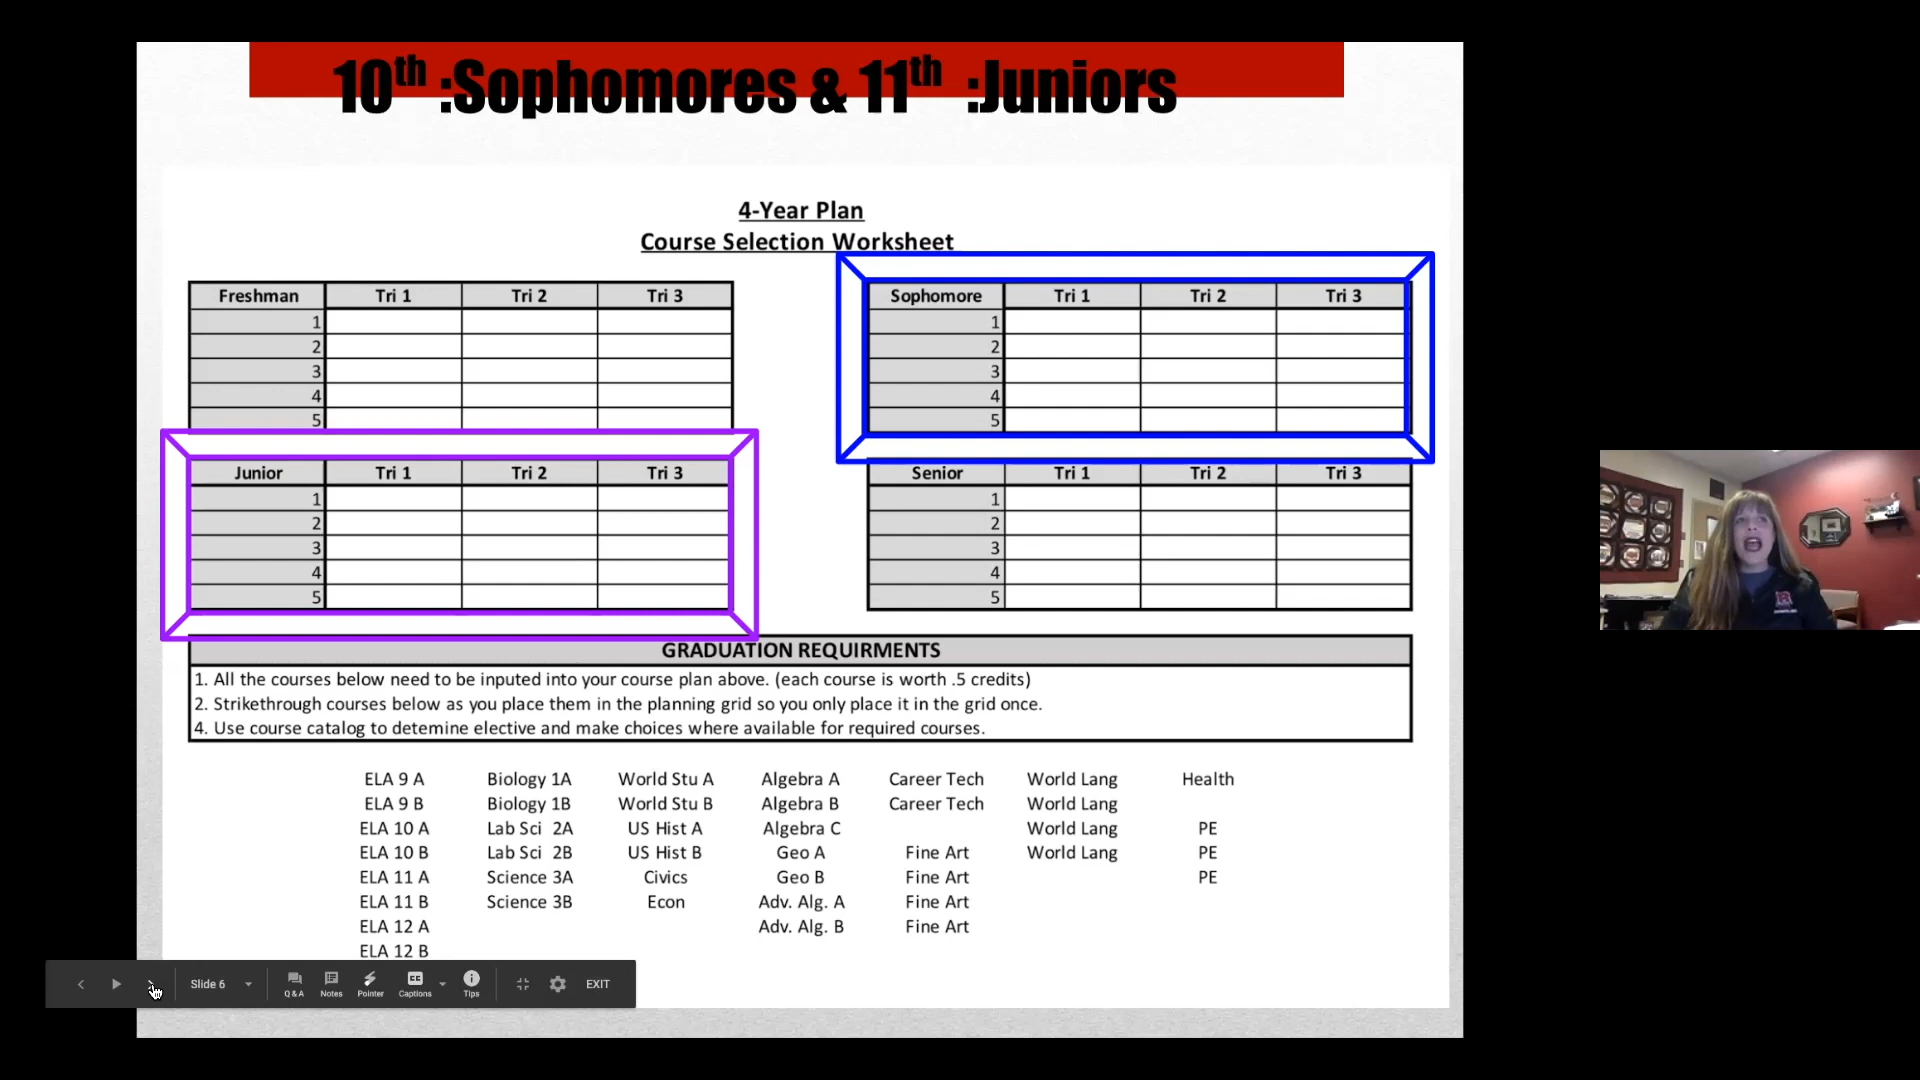 10th :Sophomores & 11th :Juniors
4-Year Plan
Course Selection Worksheet
Freshman Tri 1 Tri 2 Tri 3
1
2
3
4
5
Sophomore Tri 1 Tri 2 Tri 3
1
2
3
4
5
Junior Tri 1 Tri 2 Tri 3
1
2
3
4
5
Senior Tri 1 Tri 2 Tri 3
1
2
3
4
5
GRADUATION REQUIRMENTS
1. All the courses below need to be inputed into your course plan above. (each course is worth .5 credits)
2. Strikethrough courses below as you place them in the planning grid so you only place it in the grid once.
4. Use course catalog to detemine elective and make choices where available for required courses.
ELA 9 A Biology 1A World Stu A Algebra A Career Tech World Lang Health
ELA 9 B Biology 1B World Stu B Algebra B Career Tech World Lang
ELA 10 A Lab Sci 2A US Hist A Algebra C World Lang PE
ELA 10 B Lab Sci 2B US Hist B Geo A Fine Art World Lang PE
ELA 11 A Science 3A Civics Geo B Fine Art PE
ELA 11 B Science 3B Econ Adv. Alg. A Fine Art
ELA 12 A Adv. Alg. B Fine Art
ELA 12 B
Slide 6 Q & A Notes Pointer CC Captions Tips EXIT